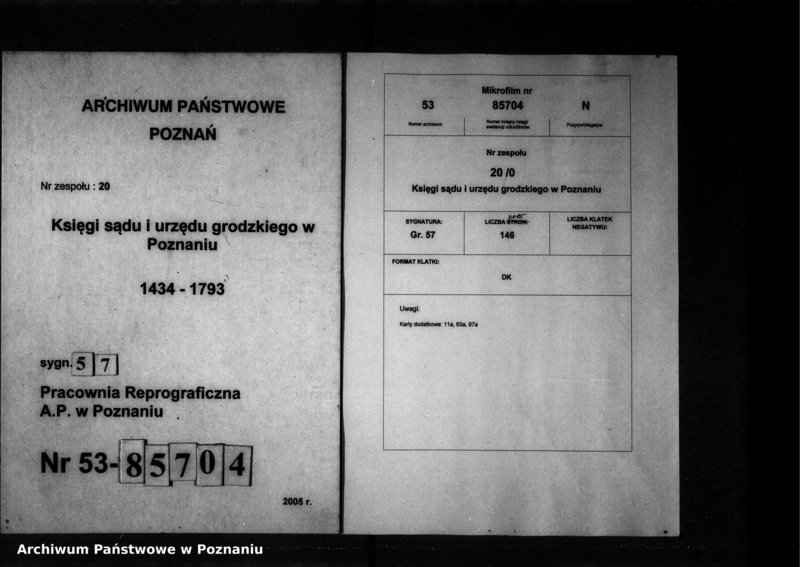 ARCHIWUM PAŃSTWOWE
POZNAŃ
Nr zespołu : 20
Księgi sądu i urzędu grodzkiego w
Poznaniu
1434 - 1793
sygn. 57
Pracownia Reprograficzna
A.P. w Poznaniu
Nr 53-85704
2005 r.
Mikrofilm nr
53 85704 N
Numer archiwum
Numer kolejny księgi
ewidencji mikrofilmów
Pozytyw\Negatyw
Nr zespołu
20 /0
Księgi sądu i urzędu grodzkiego w Poznaniu
SYGNATURA:
Gr. 57
LICZBA STRON:
146
LICZBA KLATEK
NEGATYWU:
FORMAT KLATKI:
DK
Uwagi:
Karty dodatkowe: 11a, 63a, 97a
Archiwum Państwowe w Poznaniu